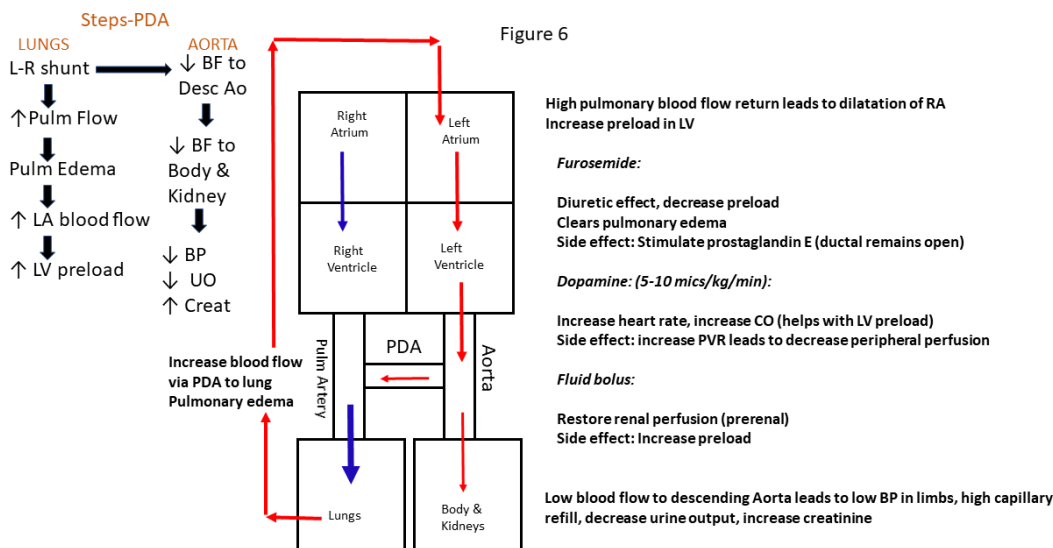 Steps-PDA
LUNGS
L-R shunt
↑Pulm Flow
Pulm Edema
↑ LA blood flow
↑ LV preload
AORTA
↓ BF to
Desc Ao
↓ BF to
Body &
Kidney
↓ BP
↓ UO
↑ Creat
Increase blood flow
via PDA to lung
Pulmonary edema
Figure 6
Right
Atrium
Left
Atrium
Right
Ventricle
Left
Ventricle
Pulm Artery
PDA
Aorta
Lungs
Body &
Kidneys
High pulmonary blood flow return leads to dilatation of RA
Increase preload in LV
Furosemide:
Diuretic effect, decrease preload
Clears pulmonary edema
Side effect: Stimulate prostaglandin E (ductal remains open)
Dopamine: (5-10 mics/kg/min):
Increase heart rate, increase CO (helps with LV preload)
Side effect: increase PVR leads to decrease peripheral perfusion
Fluid bolus:
Restore renal perfusion (prerenal)
Side effect: Increase preload
Low blood flow to descending Aorta leads to low BP in limbs, high capillary
refill, decrease urine output, increase creatinine